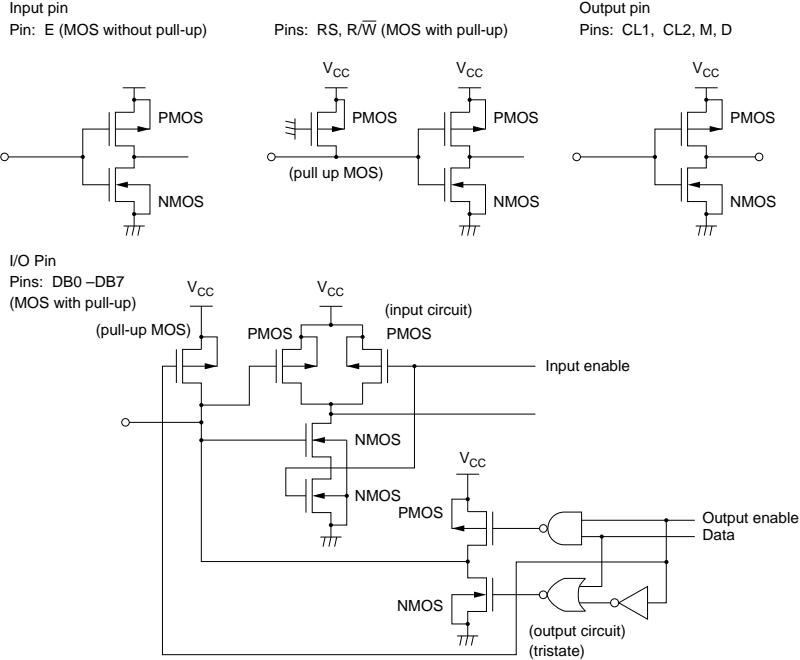 Input pin
Pin: E (MOS without pull-up)
PMOS
NMOS
Pins: RS, R/W̅ (MOS with pull-up)
VCC
VCC
PMOS
PMOS
(pull up MOS)
NMOS
Output pin
Pins: CL1, CL2, M, D
VCC
PMOS
NMOS
I/O Pin
Pins: DB0 –DB7
(MOS with pull-up)
VCC
VCC
(pull-up MOS)
(input circuit)
PMOS
PMOS
Input enable
NMOS
NMOS
VCC
PMOS
Output enable
Data
NMOS
(output circuit)
(tristate)